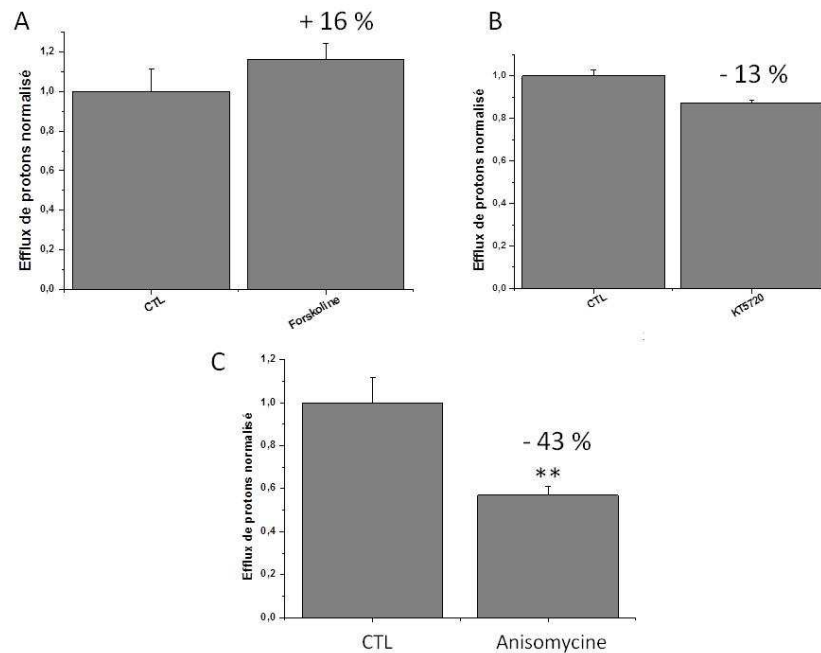 A
+ 16 %
Efflux de protons normalisé
1,2
1,0
0,8
0,6
0,4
0,2
0,0
CTL
Forskoline
B
- 13 %
Efflux de protons normalisé
1,0
0,8
0,6
0,4
0,2
0,0
CTL
KT5720
C
- 43 %
**
Efflux de protons normalisé
1,2
1,0
0,8
0,6
0,4
0,2
0,0
CTL
Anisomycine